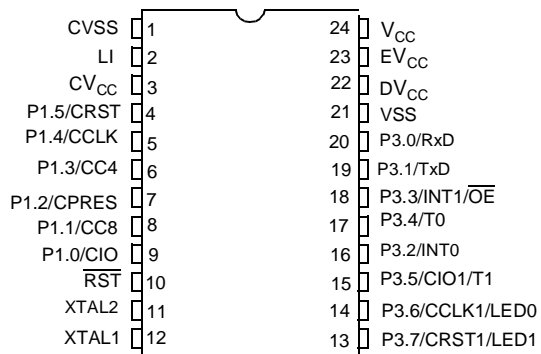 CVSS 1 24 VCC
LI 2 23 EVCC
CVCC 3 22 DVCC
P1.5/CRST 4 21 VSS
P1.4/CCLK 5 20 P3.0/RxD
P1.3/CC4 6 19 P3.1/TxD
P1.2/CPRES 7 18 P3.3/INT1/OE
P1.1/CC8 8 17 P3.4/T0
P1.0/CIO 9 16 P3.2/INT0
RST 10 15 P3.5/CIO1/T1
XTAL2 11 14 P3.6/CCLK1/LED0
XTAL1 12 13 P3.7/CRST1/LED1